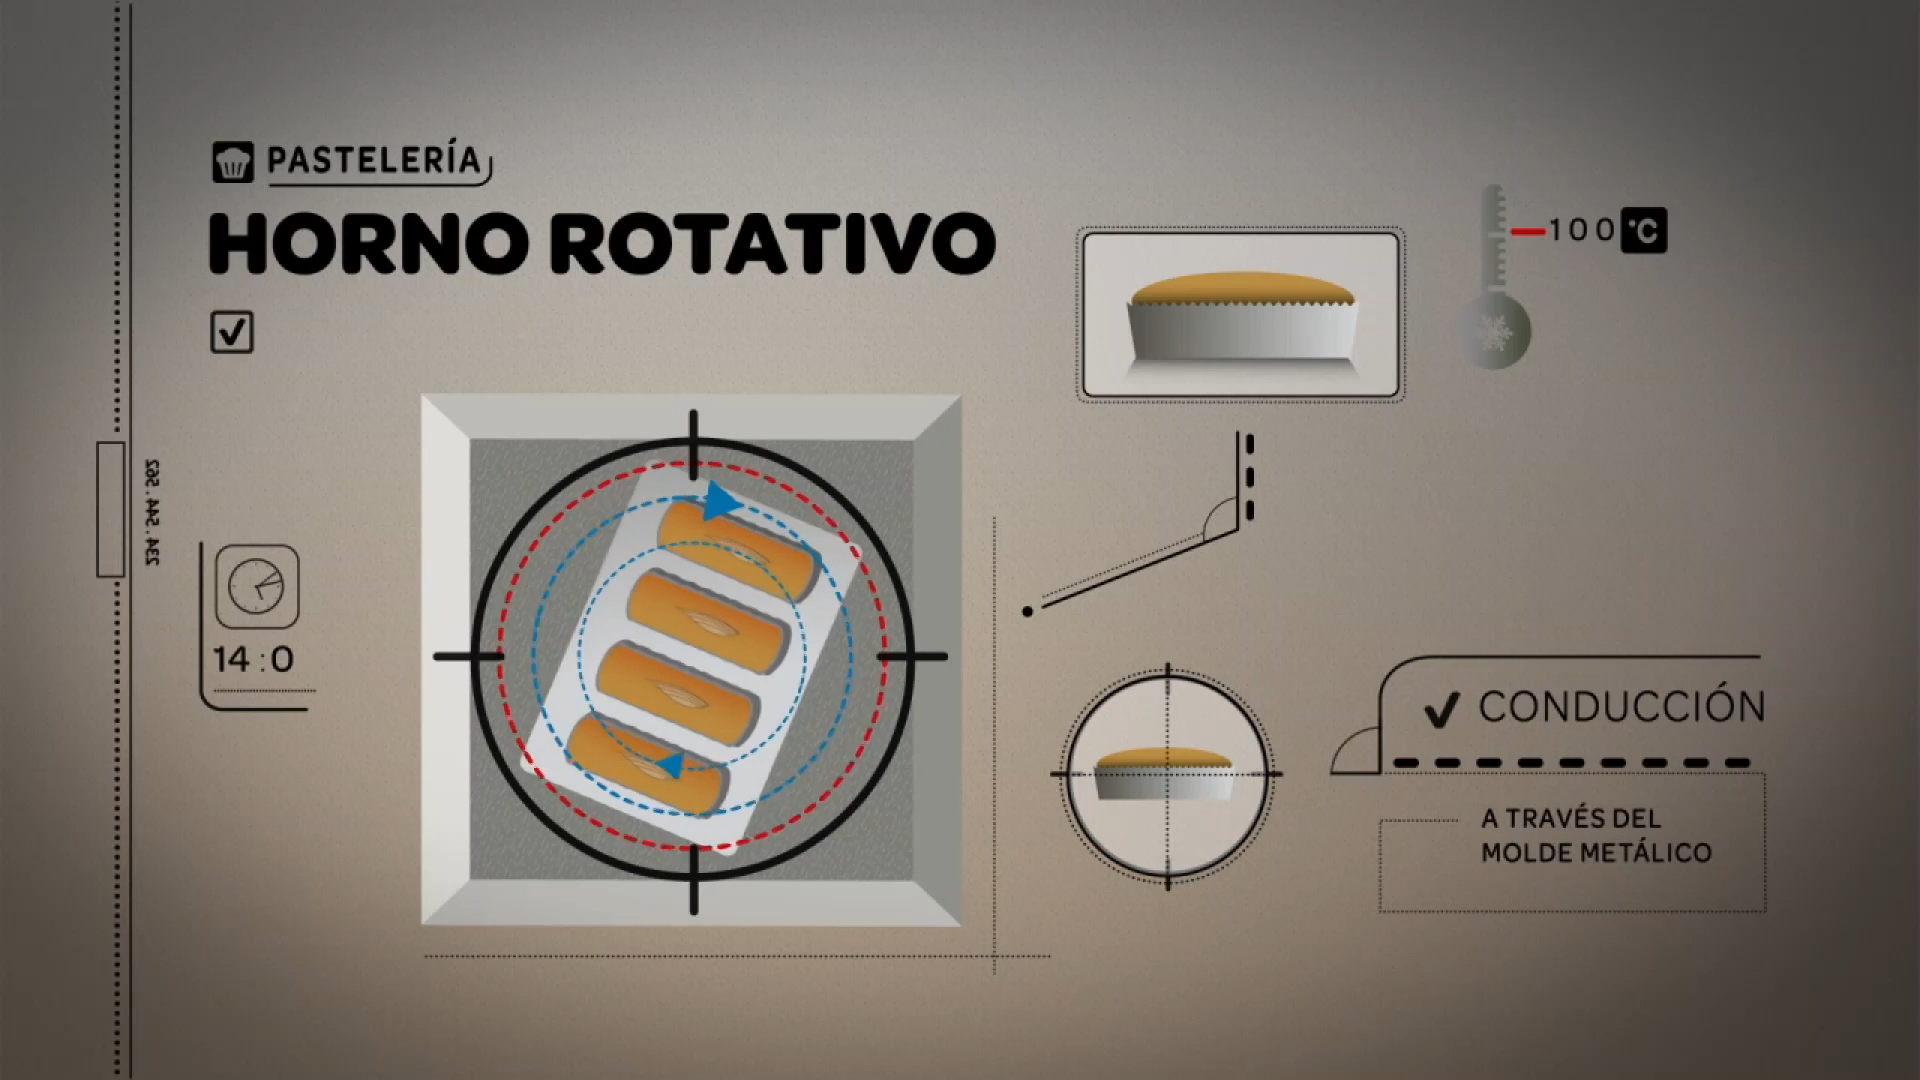 PASTELERÍA
HORNO ROTATIVO
100 °C
14:0
CONDUCCIÓN
A TRAVÉS DEL
MOLDE METÁLICO